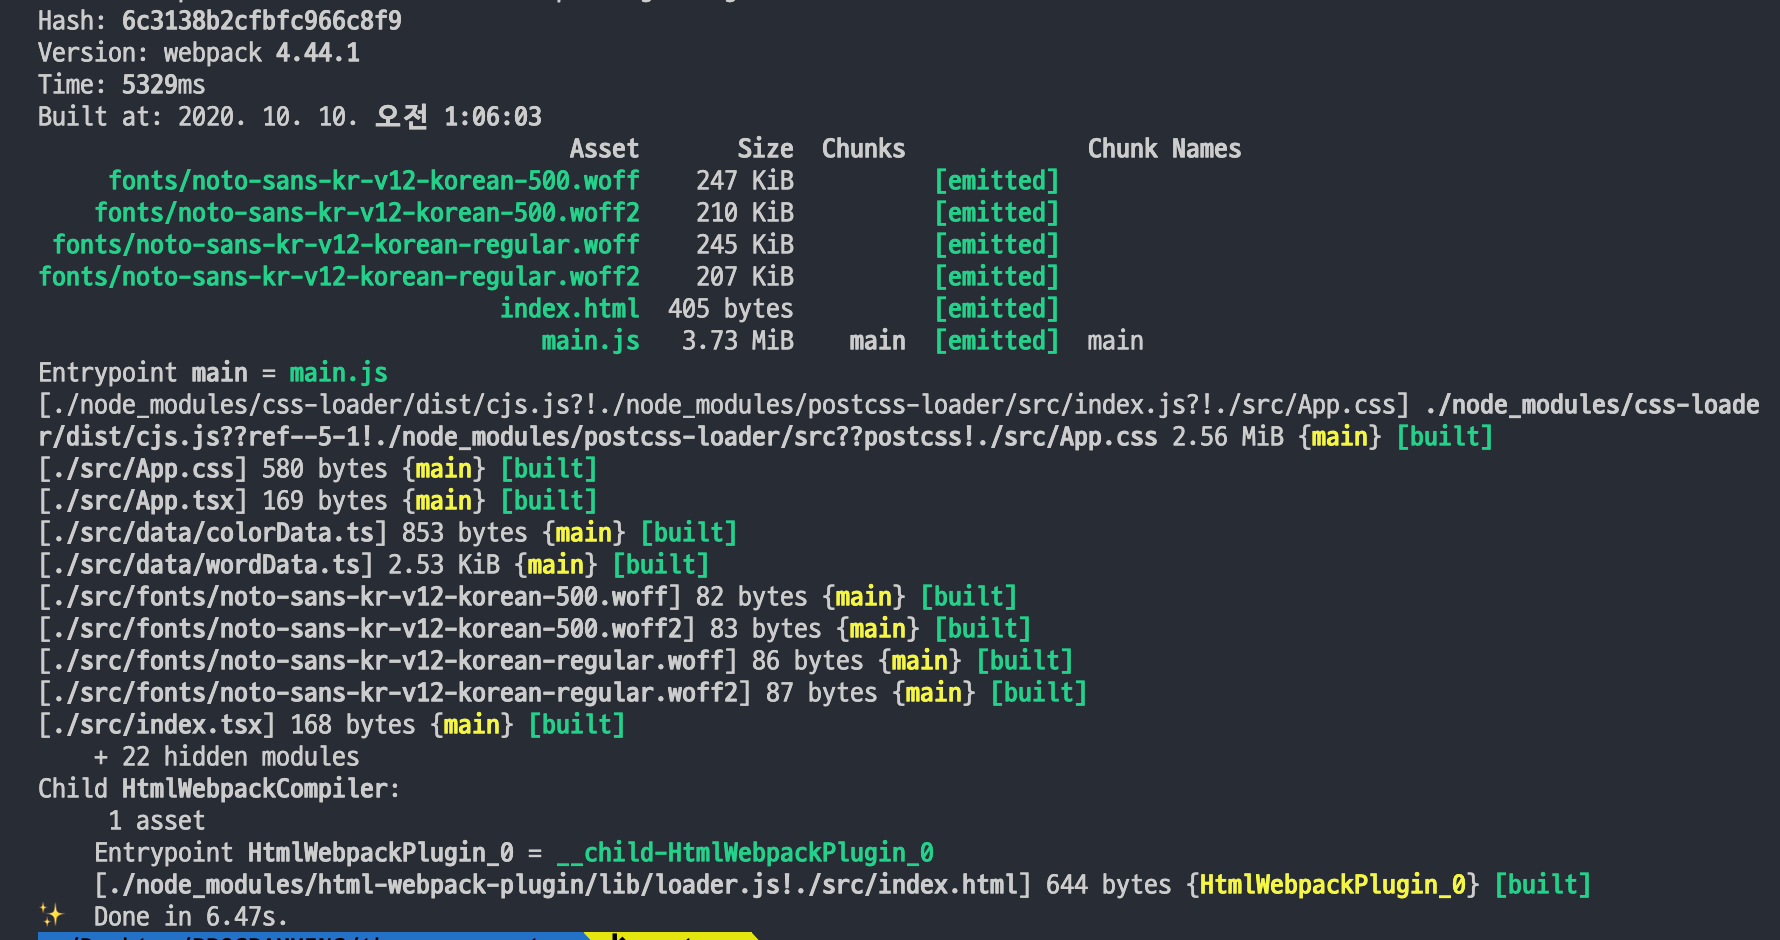 Hash: 6c3138b2cfbfc966c8f9
Version: webpack 4.44.1
Time: 5329ms
Built at: 2020. 10. 10. 오전 1:06:03
Asset Size Chunks Chunk Names
fonts/noto-sans-kr-v12-korean-500.woff 247 KiB [emitted]
fonts/noto-sans-kr-v12-korean-500.woff2 210 KiB [emitted]
fonts/noto-sans-kr-v12-korean-regular.woff 245 KiB [emitted]
fonts/noto-sans-kr-v12-korean-regular.woff2 207 KiB [emitted]
index.html 405 bytes [emitted]
main.js 3.73 MiB main [emitted] main
Entrypoint main = main.js
[./node_modules/css-loader/dist/cjs.js?!./node_modules/postcss-loader/src/index.js?!./src/App.css] ./node_modules/css-loade
r/dist/cjs.js??ref--5-1!./node_modules/postcss-loader/src??postcss!./src/App.css 2.56 MiB {main} [built]
[./src/App.css] 580 bytes {main} [built]
[./src/App.tsx] 169 bytes {main} [built]
[./src/data/colorData.ts] 853 bytes {main} [built]
[./src/data/wordData.ts] 2.53 KiB {main} [built]
[./src/fonts/noto-sans-kr-v12-korean-500.woff] 82 bytes {main} [built]
[./src/fonts/noto-sans-kr-v12-korean-500.woff2] 83 bytes {main} [built]
[./src/fonts/noto-sans-kr-v12-korean-regular.woff] 86 bytes {main} [built]
[./src/fonts/noto-sans-kr-v12-korean-regular.woff2] 87 bytes {main} [built]
[./src/index.tsx] 168 bytes {main} [built]
+ 22 hidden modules
Child HtmlWebpackCompiler:
1 asset
Entrypoint HtmlWebpackPlugin_0 = __child-HtmlWebpackPlugin_0
[./node_modules/html-webpack-plugin/lib/loader.js!./src/index.html] 644 bytes {HtmlWebpackPlugin_0} [built]
✨ Done in 6.47s.